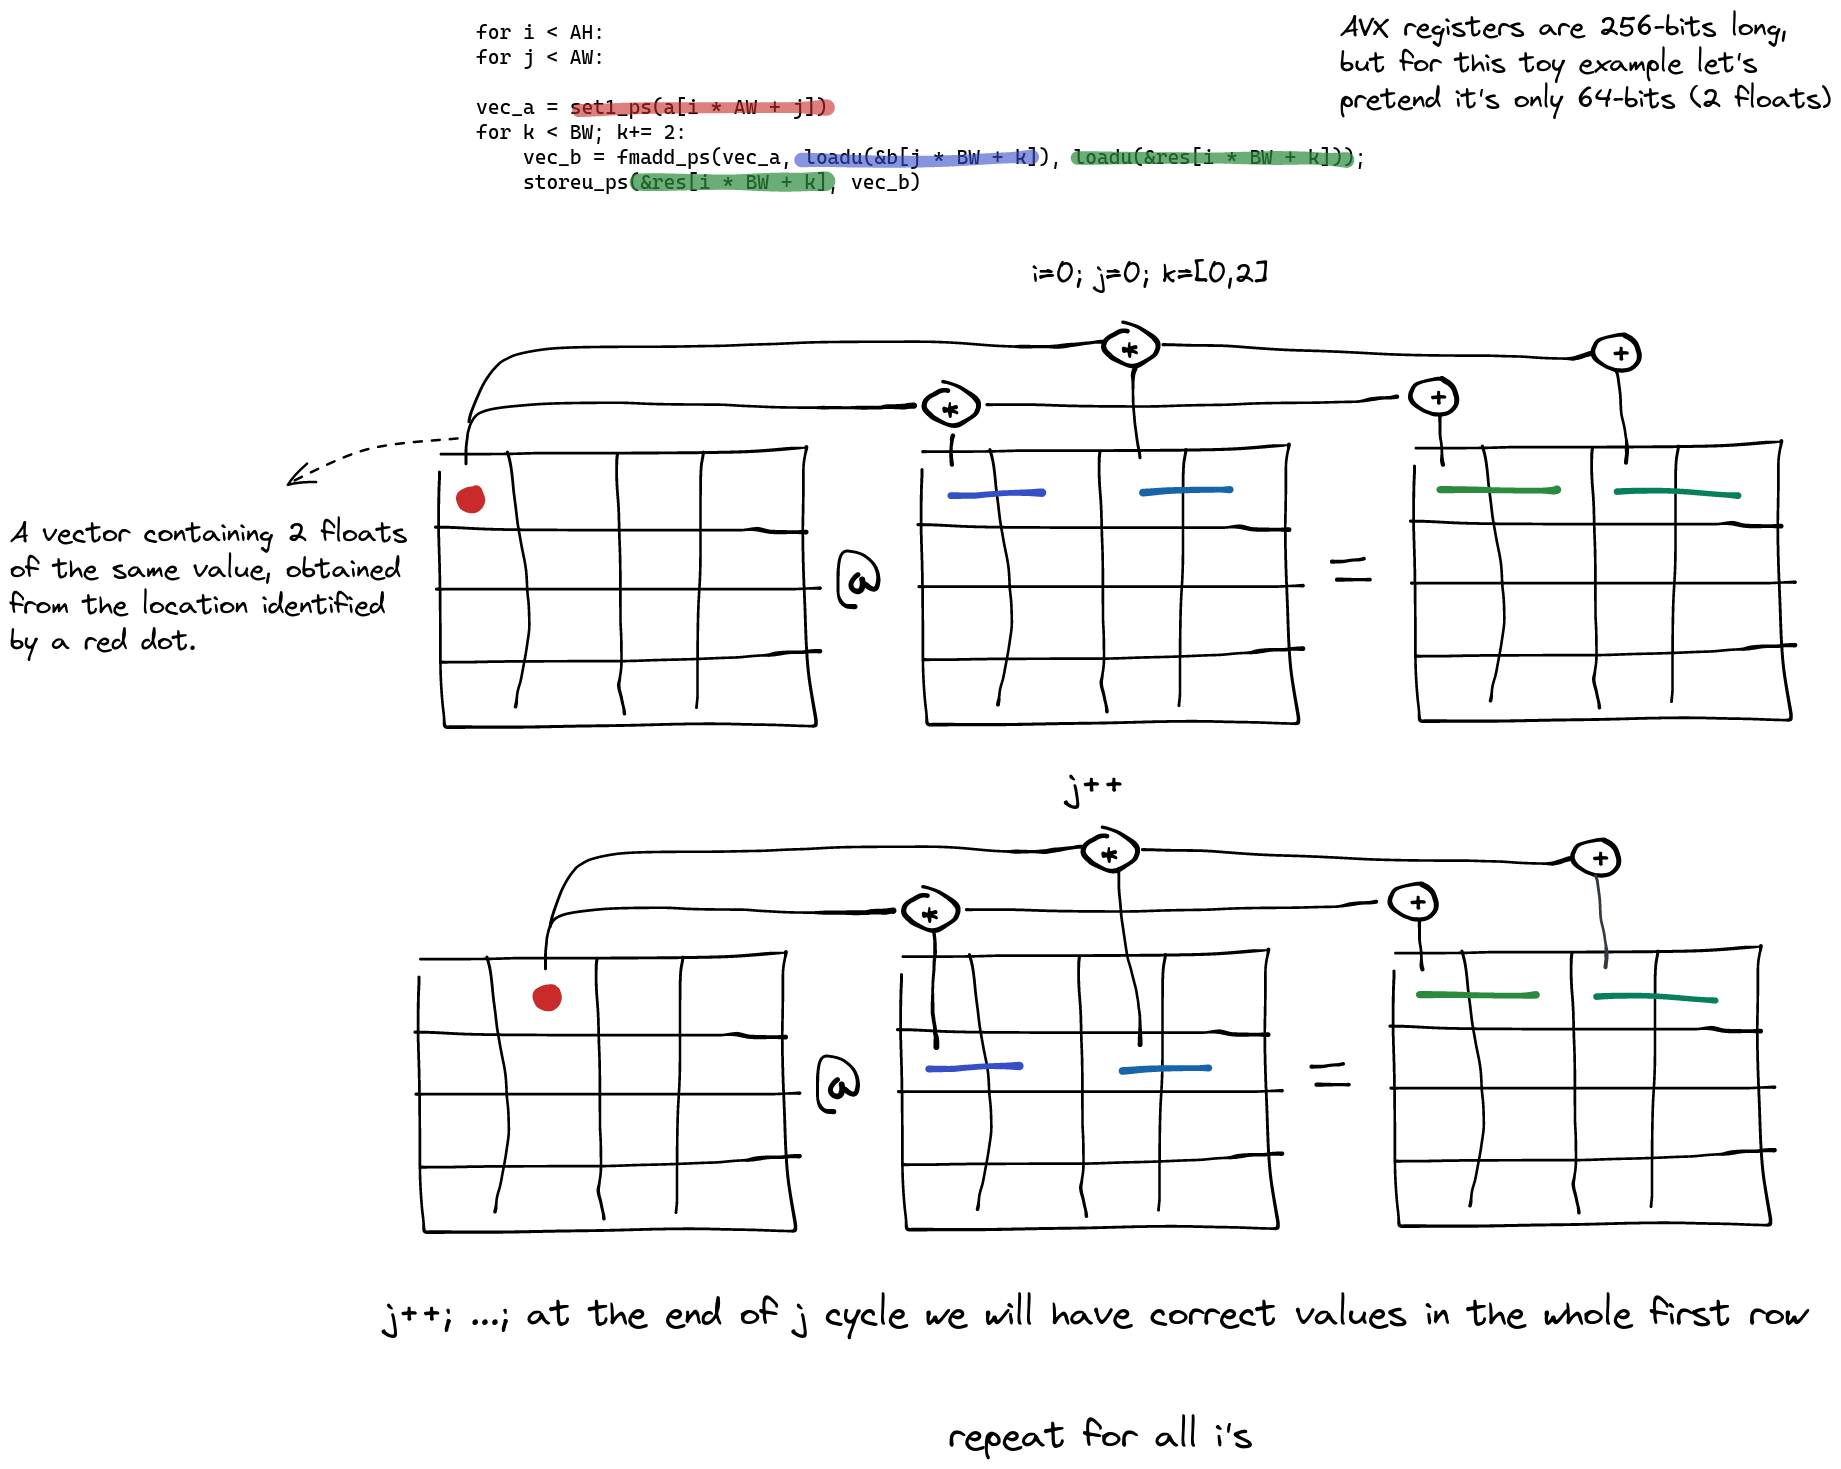 for i < AH:
for j < AW:
vec_a = set1_ps(a[i * AW + j])
for k < BW; k+= 2:
vec_b = fmadd_ps(vec_a, loadu(&b[j * BW + k]), loadu(&res[i * BW + k]));
storeu_ps(&res[i * BW + k], vec_b)
AVX registers are 256-bits long,
but for this toy example let's
pretend it's only 64-bits (2 floats)
i=0; j=0; k=[0,2]
*
+
*
+
A vector containing 2 floats
of the same value, obtained
from the location identified
by a red dot.
@
=
j++
*
+
*
+
@
=
j++; ...; at the end of j cycle we will have correct values in the whole first row
repeat for all i's